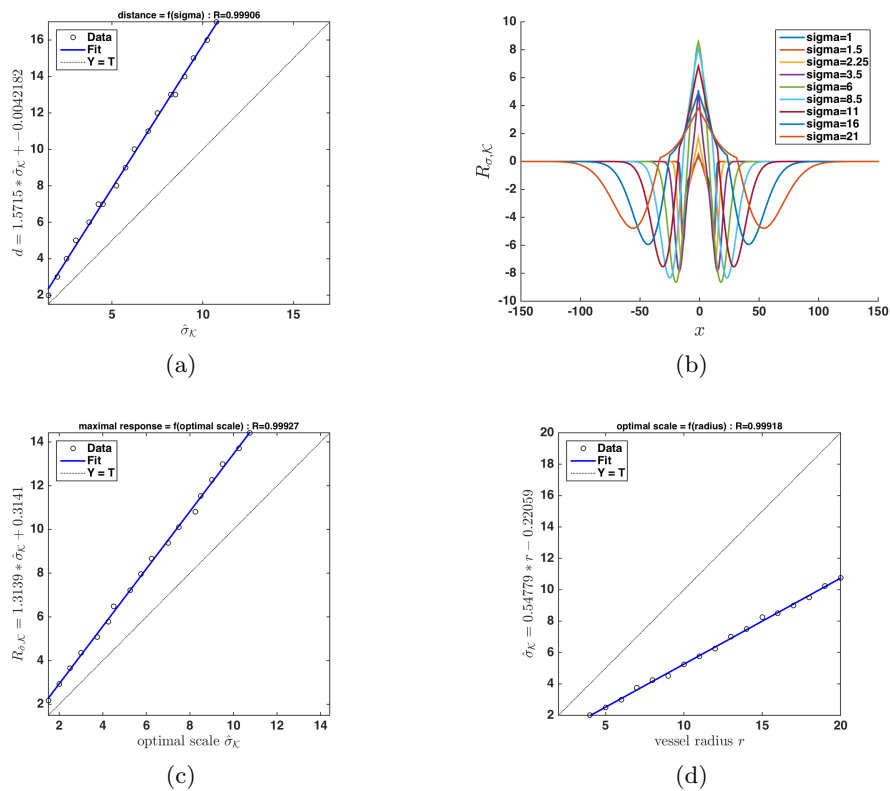 distance = f(sigma) : R=0.99906
Data
Fit
Y = T
16
14
12
10
8
6
4
2
5
10
15
d = 1.5715 * σ̂_𝒦 + −0.0042182
σ̂_𝒦
(a)
10
8
6
4
2
0
-2
-4
-6
-8
-10
-150
-100
-50
0
50
100
150
R_σ,𝒦
x
sigma=1
sigma=1.5
sigma=2.25
sigma=3.5
sigma=6
sigma=8.5
sigma=11
sigma=16
sigma=21
(b)
maximal response = f(optimal scale) : R=0.99927
Data
Fit
Y = T
14
12
10
8
6
4
2
2
4
6
8
10
12
14
R_σ̂,𝒦 = 1.3139 * σ̂_𝒦 + 0.3141
optimal scale σ̂_𝒦
(c)
optimal scale = f(radius) : R=0.99918
Data
Fit
Y = T
20
18
16
14
12
10
8
6
4
2
5
10
15
20
σ̂_𝒦 = 0.54779 * r − 0.22059
vessel radius r
(d)